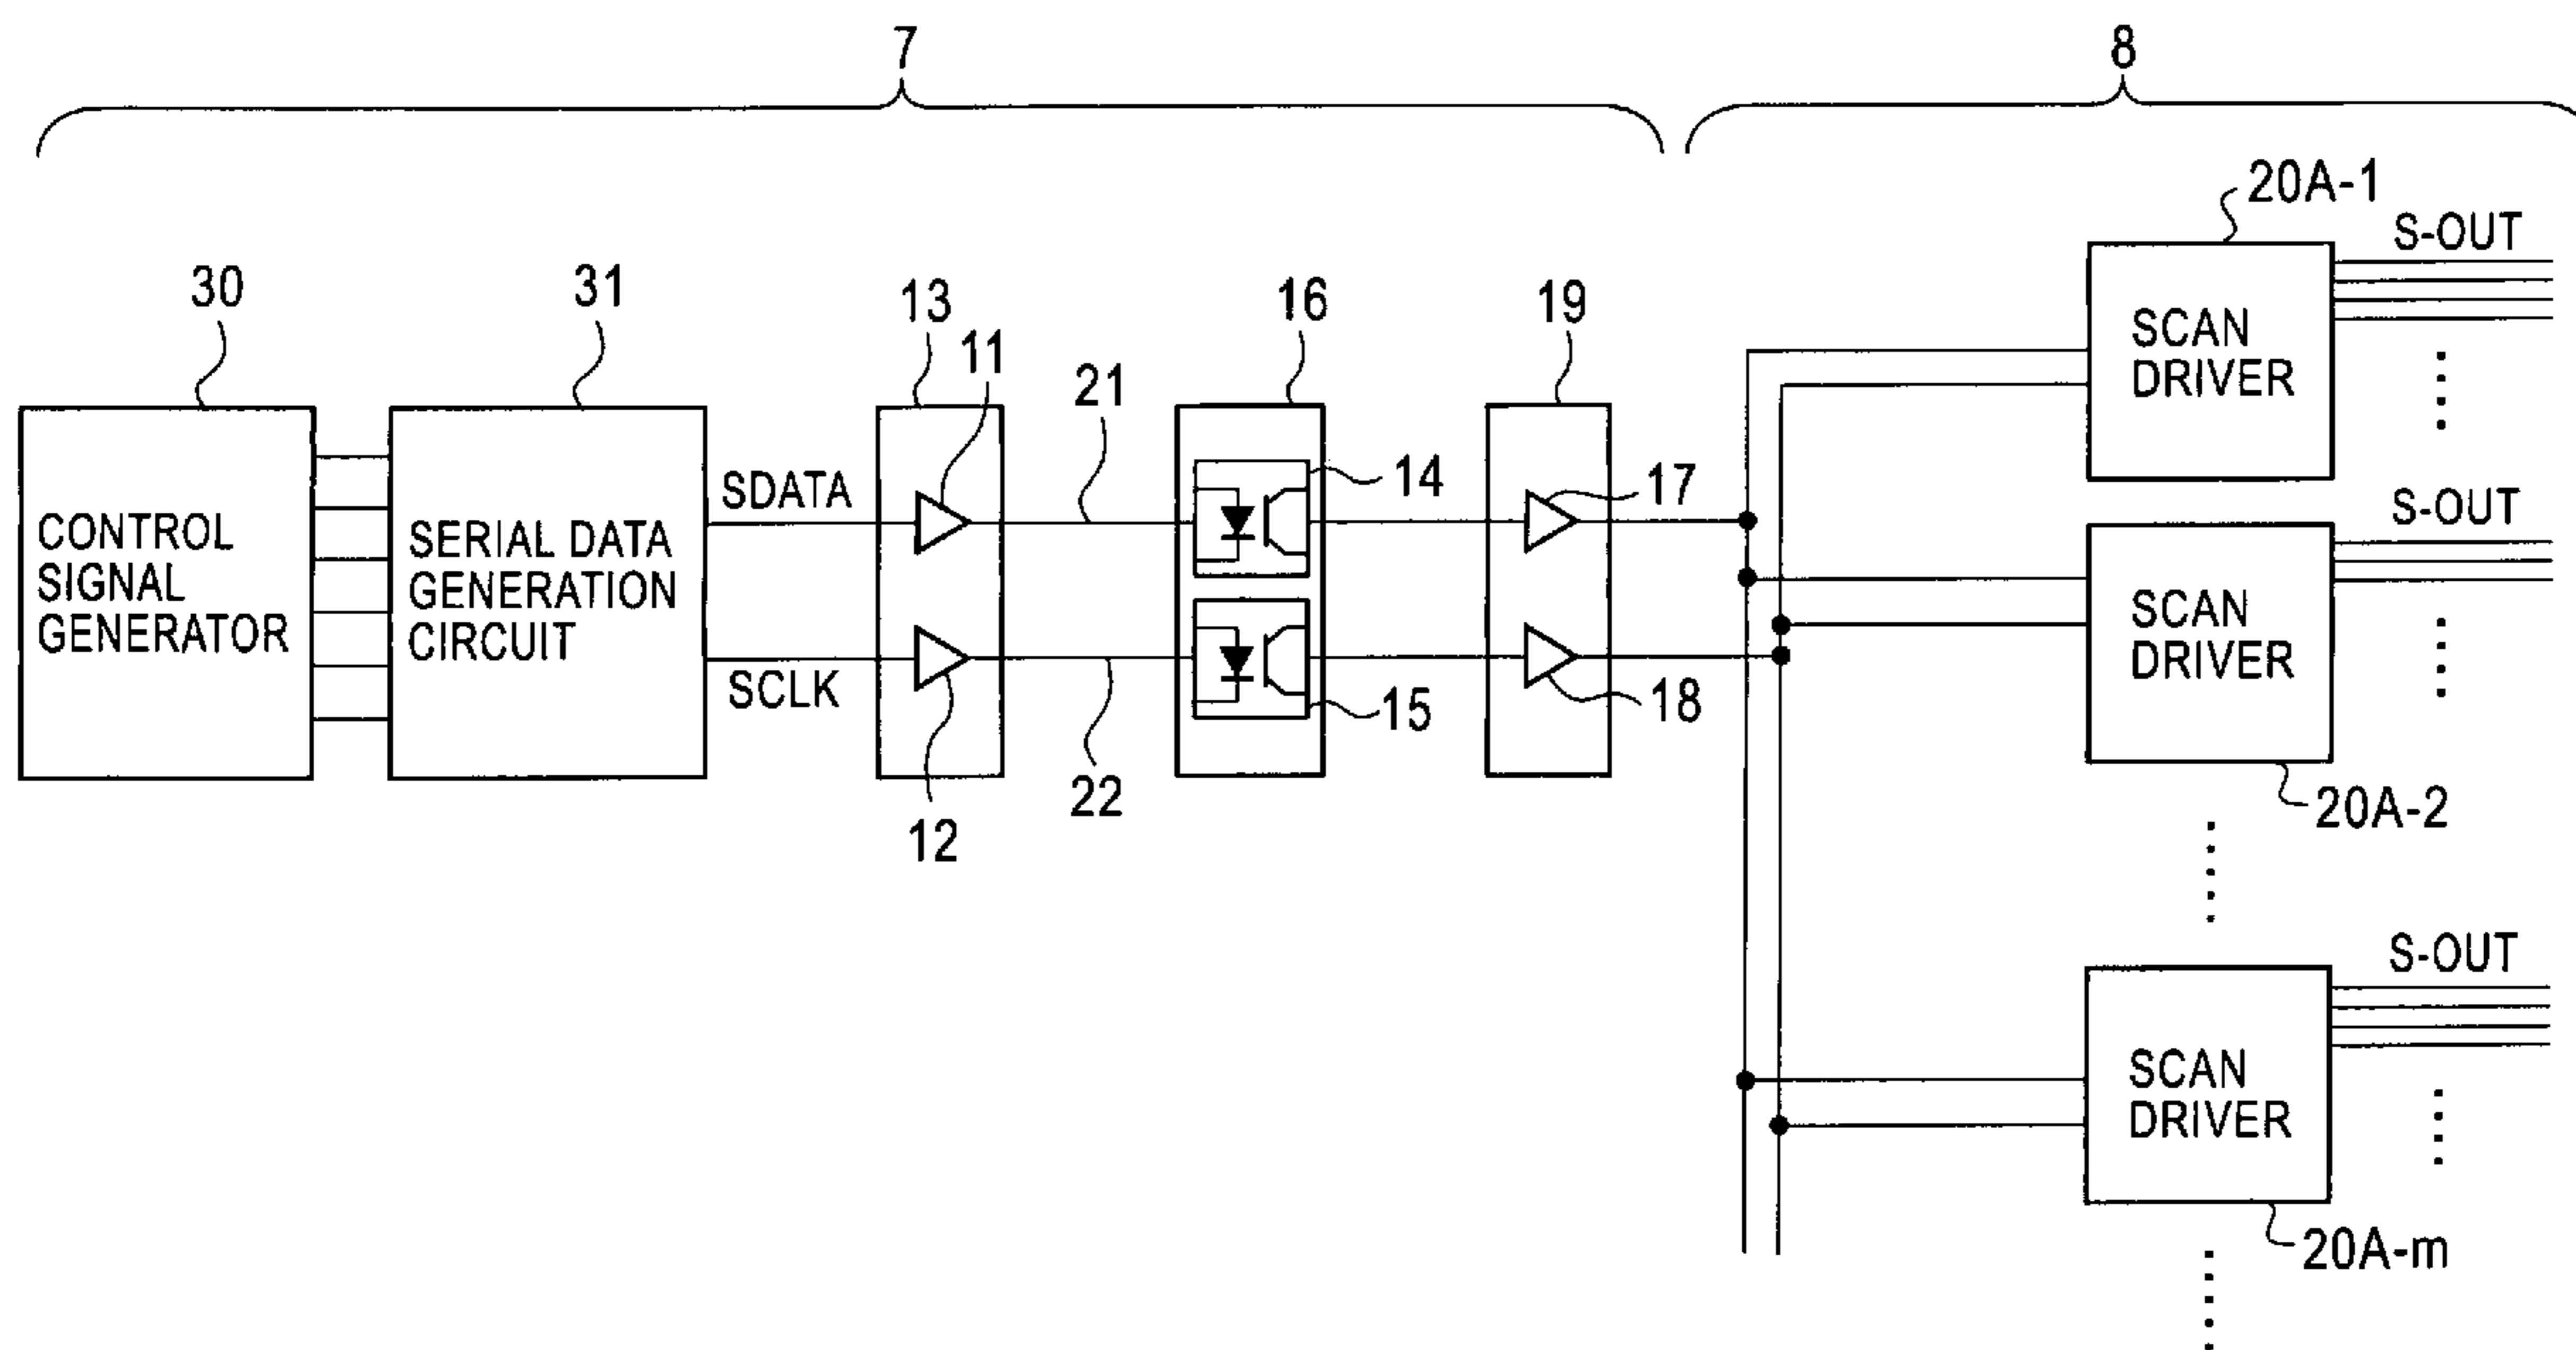 7
8
20A-1
S-OUT
30
31
13
11
21
16
19
SCAN
DRIVER
SDATA
14
17
S-OUT
CONTROL
SIGNAL
GENERATOR
SERIAL DATA
GENERATION
CIRCUIT
SCAN
DRIVER
SCLK
15
18
12
22
20A-2
S-OUT
SCAN
DRIVER
20A-m